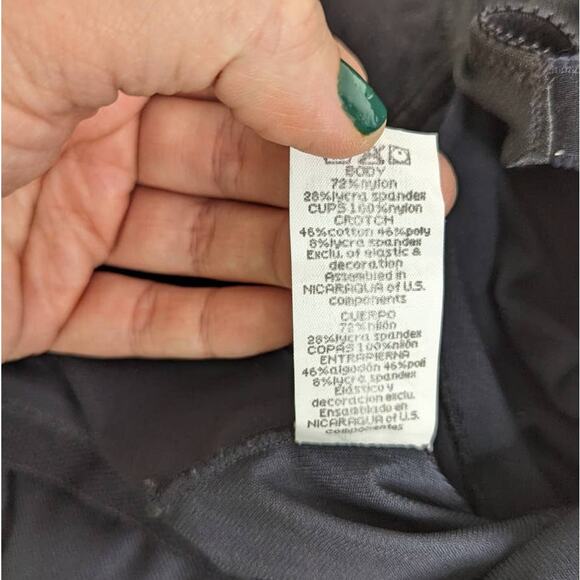 BODY
72%nylon
28%lycra spandex
CUPS 100%nylon
CROTCH
46%cotton 46%poly
8%lycra spandex
Exclu. of elastic &
decoration
Assembled in
NICARAGUA of U.S.
components
CUERPO
72%nilón
28%lycra spandex
COPAS 100%nilón
ENTRAPIERNA
46%algodón 46%poli
8%lycra spandex
Elástico y
decoracion exclu.
Ensamblado en
NICARAGUA of U.S.
componentes